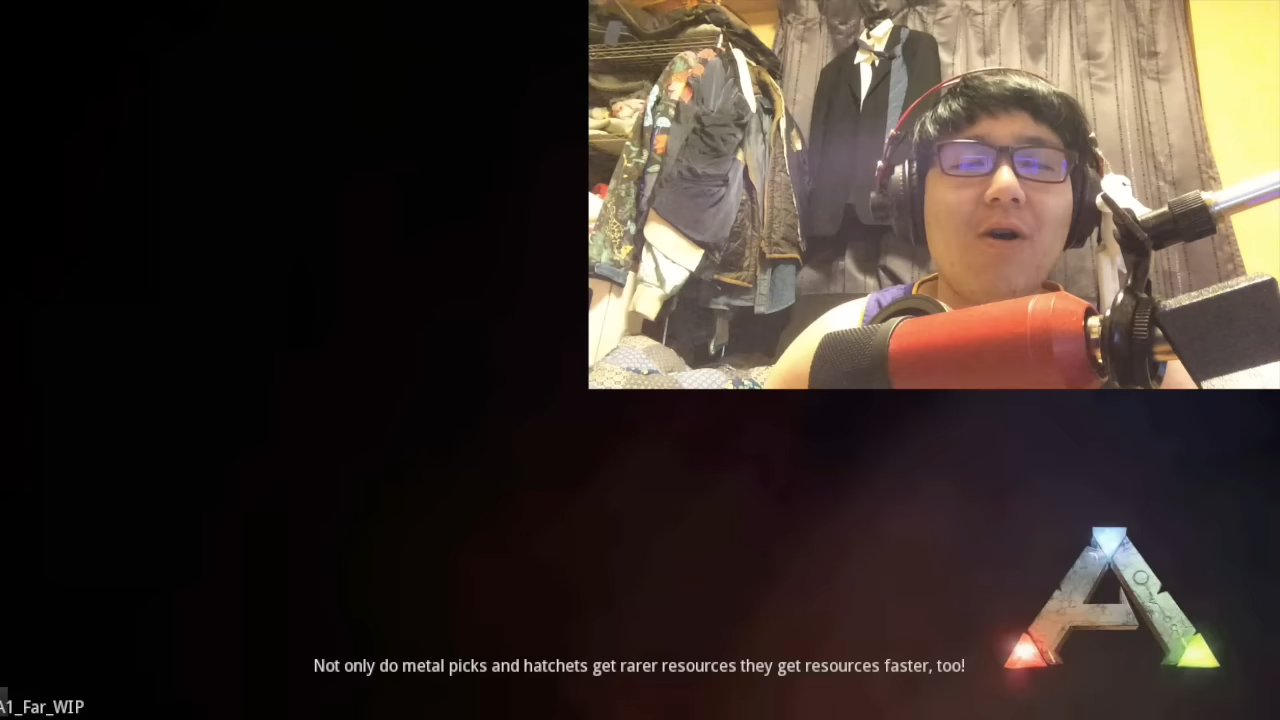 Not only do metal picks and hatchets get rarer resources they get resources faster, too!
A1_Far_WIP